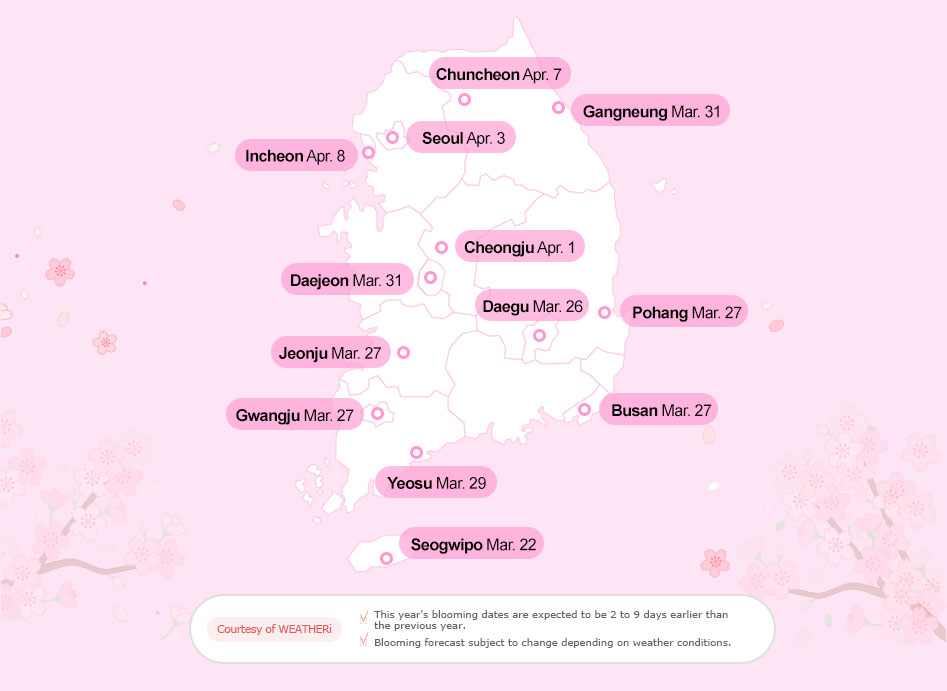 Chuncheon Apr. 7
Gangneung Mar. 31
Seoul Apr. 3
Incheon Apr. 8
Cheongju Apr. 1
Daejeon Mar. 31
Daegu Mar. 26
Pohang Mar. 27
Jeonju Mar. 27
Gwangju Mar. 27
Busan Mar. 27
Yeosu Mar. 29
Seogwipo Mar. 22
Courtesy of WEATHERi
This year's blooming dates are expected to be 2 to 9 days earlier than
the previous year.
Blooming forecast subject to change depending on weather conditions.